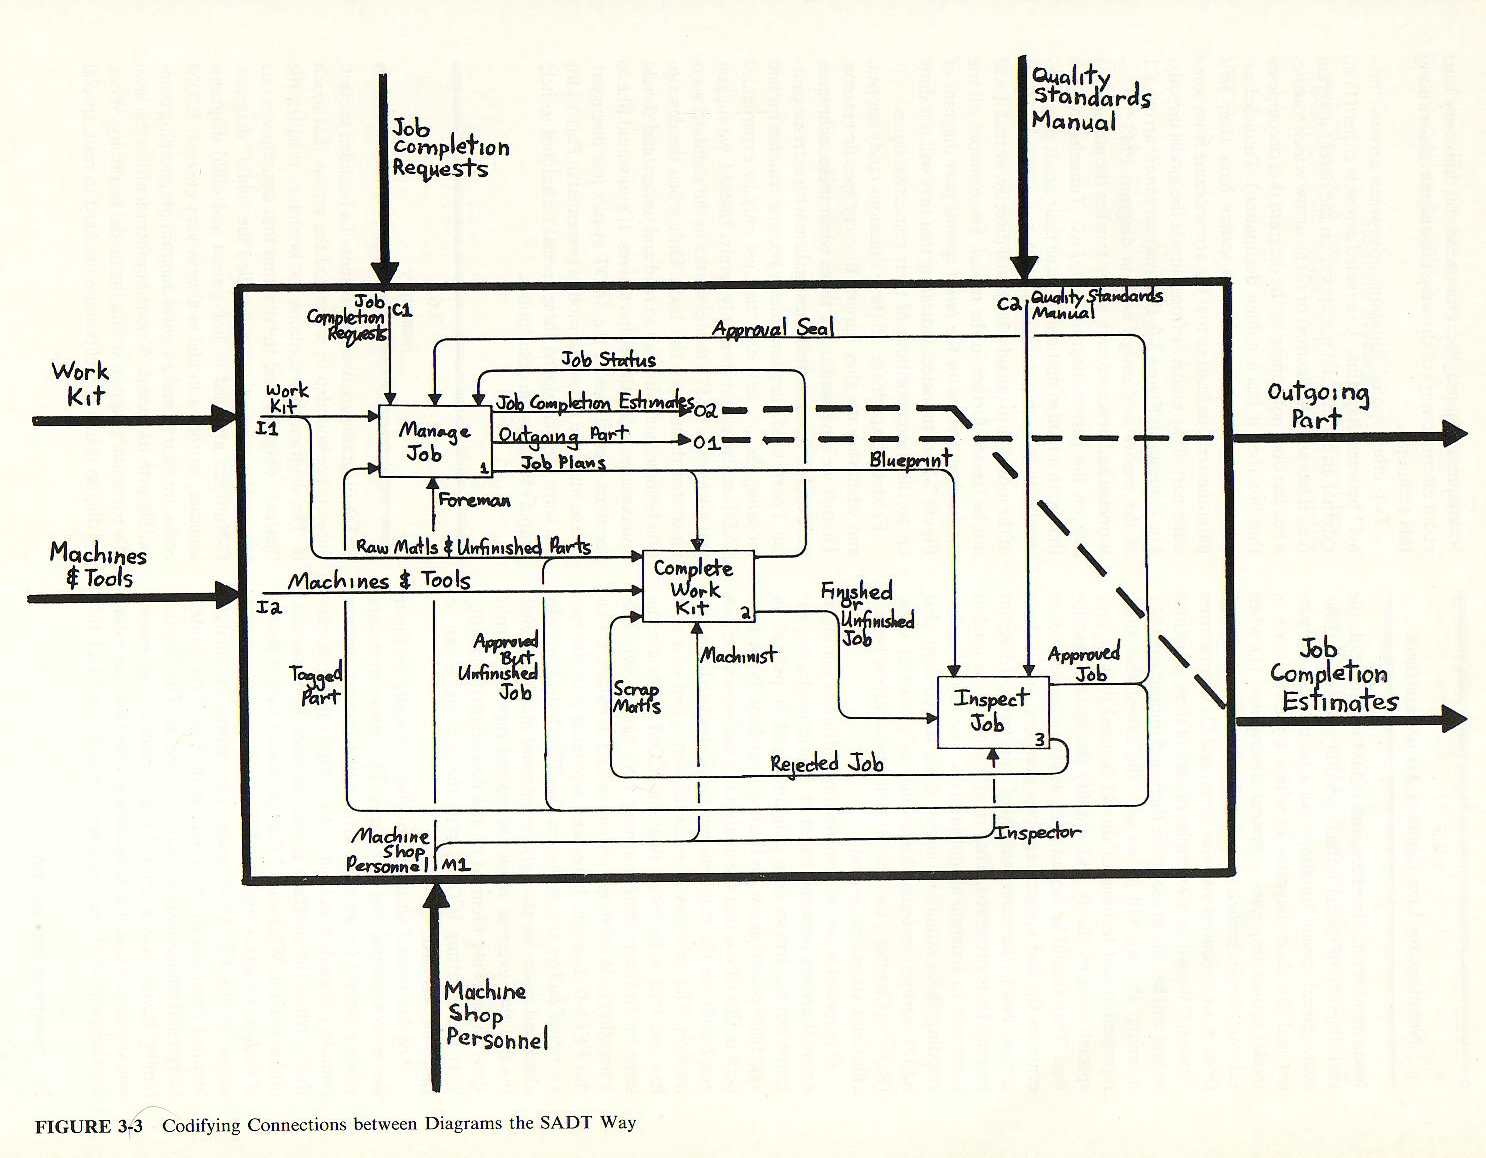 Quality
Standards
Manual
Job
Completion
Requests
Job
Completion
Requests
C1
C2
Quality Standards
Manual
Approval Seal
Job Status
Work
Kit
Work
Kit
I1
Job Completion Estimates
O2
Outgoing Part
O1
Outgoing
Part
Manage
Job
1
Job Plans
Blueprint
Foreman
Raw Matls & Unfinished Parts
Machines
& Tools
Machines & Tools
I2
Complete
Work
Kit
2
Finished
or
Unfinished
Job
Approved
But
Unfinished
Job
Machinist
Tagged
Part
Scrap
Matls
Approved
Job
Job
Completion
Estimates
Inspect
Job
3
Rejected Job
Machine
Shop
Personnel
M1
Inspector
Machine
Shop
Personnel
FIGURE 3-3 Codifying Connections between Diagrams the SADT Way